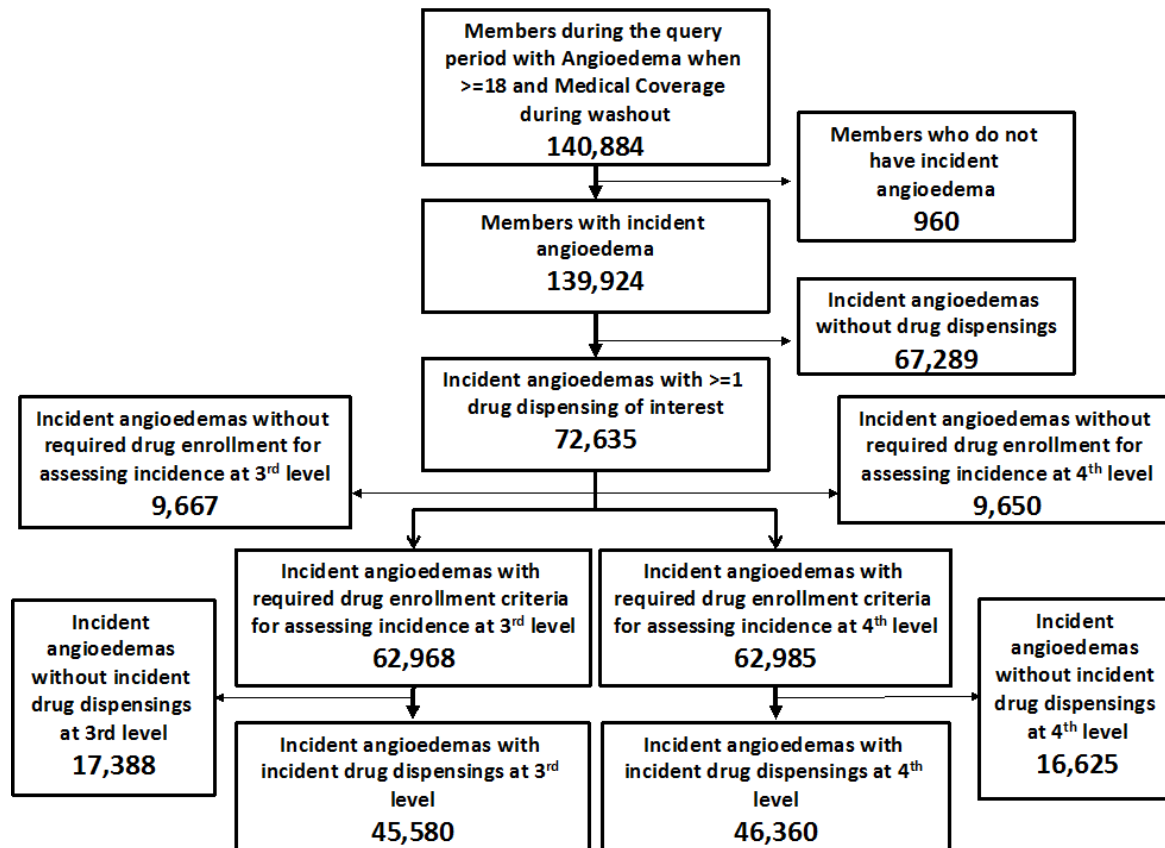 Members during the query
period with Angioedema when
>=18 and Medical Coverage
during washout
140,884
Members who do not
have incident
angioedema
960
Members with incident
angioedema
139,924
Incident angioedemas
without drug dispensings
67,289
Incident angioedemas with >=1
drug dispensing of interest
72,635
Incident angioedemas without
required drug enrollment for
assessing incidence at 3rd level
9,667
Incident angioedemas without
required drug enrollment for
assessing incidence at 4th level
9,650
Incident angioedemas with
required drug enrollment criteria
for assessing incidence at 3rd level
62,968
Incident angioedemas with
required drug enrollment criteria
for assessing incidence at 4th level
62,985
Incident
angioedemas
without incident
drug dispensings
at 3rd level
17,388
Incident
angioedemas
without incident
drug dispensings
at 4th level
16,625
Incident angioedemas with
incident drug dispensings at 3rd
level
45,580
Incident angioedemas with
incident drug dispensings at 4th
level
46,360